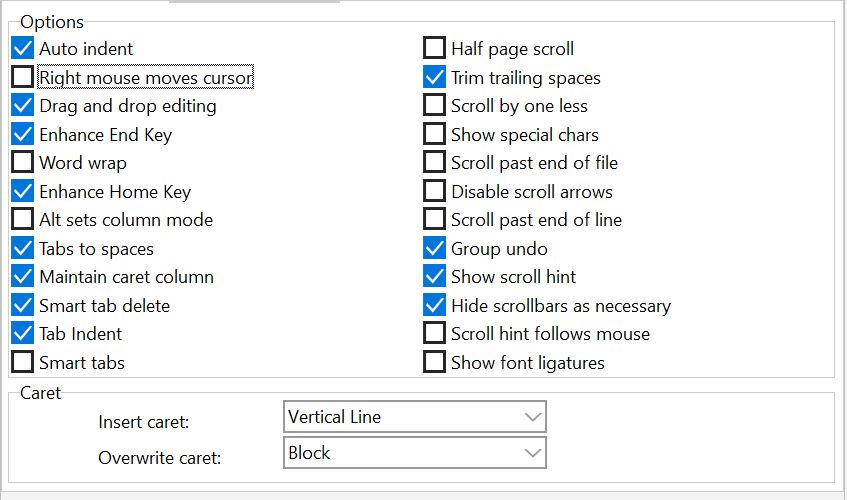 Options
Auto indent
Right mouse moves cursor
Drag and drop editing
Enhance End Key
Word wrap
Enhance Home Key
Alt sets column mode
Tabs to spaces
Maintain caret column
Smart tab delete
Tab Indent
Smart tabs
Half page scroll
Trim trailing spaces
Scroll by one less
Show special chars
Scroll past end of file
Disable scroll arrows
Scroll past end of line
Group undo
Show scroll hint
Hide scrollbars as necessary
Scroll hint follows mouse
Show font ligatures
Caret
Insert caret: Vertical Line
Overwrite caret: Block